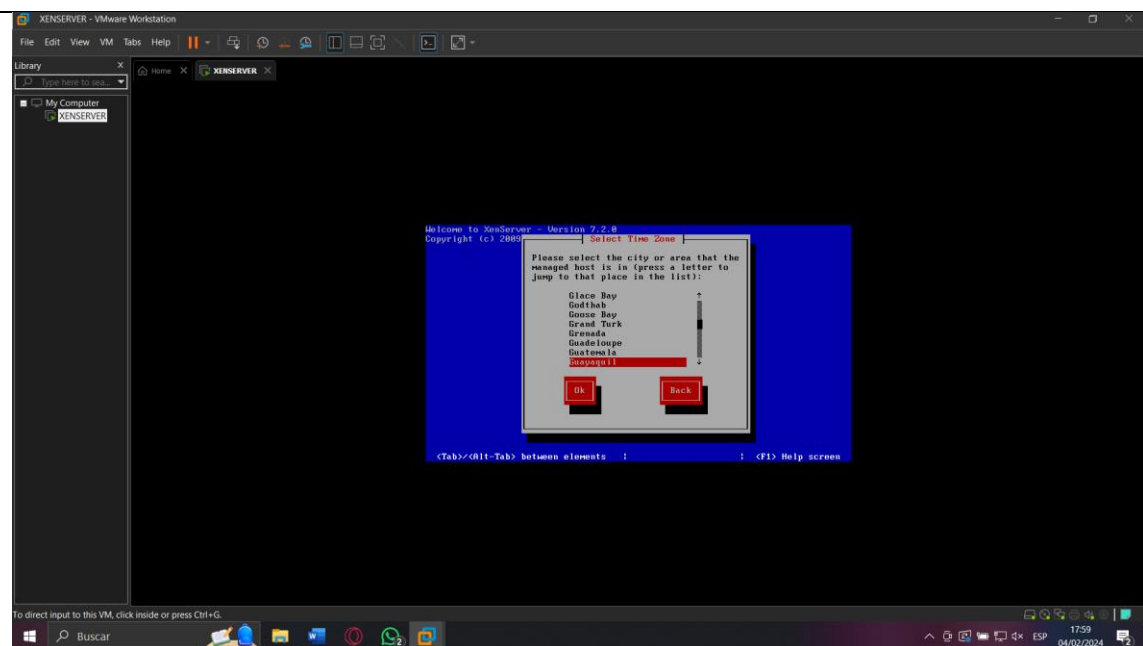 XENSERVER - VMware Workstation
File Edit View VM Tabs Help
Library X
Home X XENSERVER X
Type here to sea...
My Computer
XENSERVER
Welcome to XenServer - Version 7.2.0
Copyright (c) 2009
Select Time Zone
Please select the city or area that the
managed host is in (press a letter to
jump to that place in the list):
Glace Bay
Godthab
Goose Bay
Grand Turk
Grenada
Guadeloupe
Guatemala
Guayaquil
Ok Back
<Tab>/<Alt-Tab> between elements | | <F1> Help screen
To direct input to this VM, click inside or press Ctrl+G.
Buscar
2
ESP
17:59
04/02/2024
2